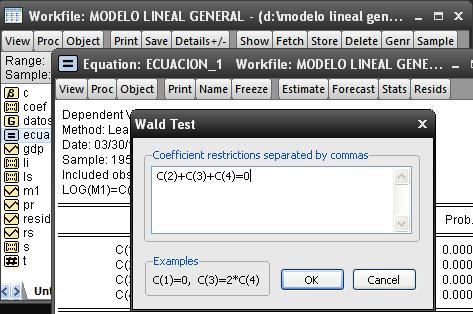 Workfile: MODELO LINEAL GENERAL - (d:\modelo lineal gen...
View Proc Object Print Save Details+/- Show Fetch Store Delete Genr Sample
Range:
Sample:
Equation: ECUACION_1 Workfile: MODELO LINEAL GENE...
View Proc Object Print Name Freeze Estimate Forecast Stats Resids
c
coef
datos
ecua
gdp
li
ls
m1
pr
resid
rs
s
t
Unt
Dependent V
Method: Lea
Date: 03/30/1
Sample: 195
Included obs
LOG(M1)=C(
Prob.
C(
C(
C(
C(
0.000
0.000
0.000
0.000
Wald Test
Coefficient restrictions separated by commas
C(2)+C(3)+C(4)=0
Examples
C(1)=0, C(3)=2*C(4)
OK
Cancel